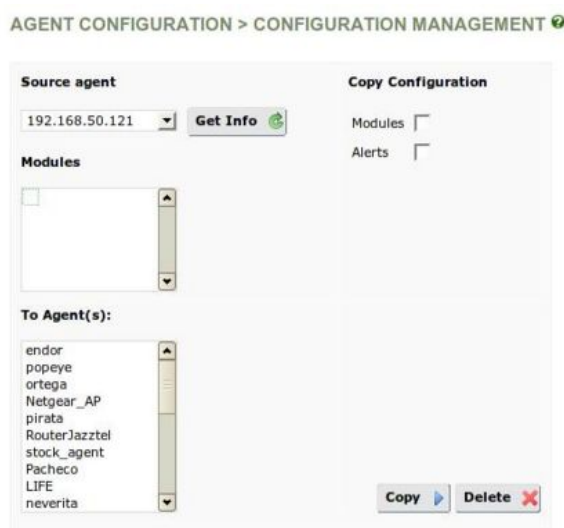 AGENT CONFIGURATION > CONFIGURATION MANAGEMENT ?
Source agent
192.168.50.121
Get Info
Modules
To Agent(s):
endor
popeye
ortega
Netgear_AP
pirata
RouterJazztel
stock_agent
Pacheco
LIFE
neverita
Copy Configuration
Modules
Alerts
Copy
Delete